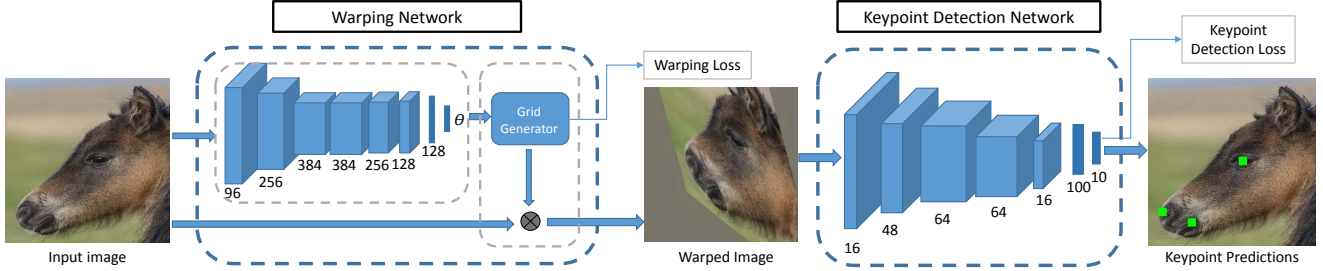 Warping Network
Keypoint Detection Network
Warping Loss
Keypoint
Detection Loss
Grid
Generator
θ
96
256
384
384
256
128
128
16
48
64
64
16
100
10
Input image
Warped Image
Keypoint Predictions